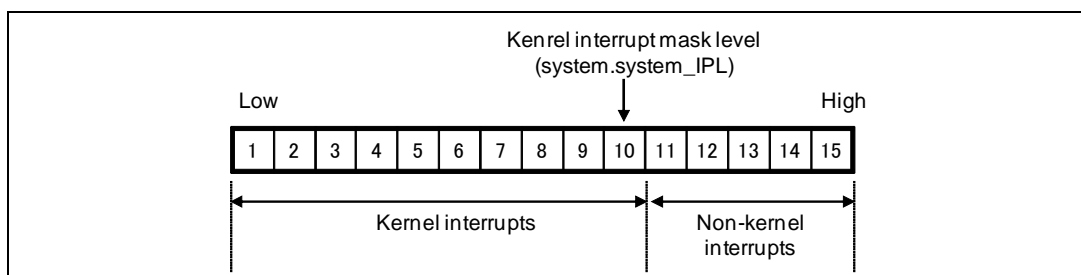 Kenrel interrupt mask level
(system.system_IPL)
Low High
1 2 3 4 5 6 7 8 9 10 11 12 13 14 15
Kernel interrupts Non-kernel
interrupts